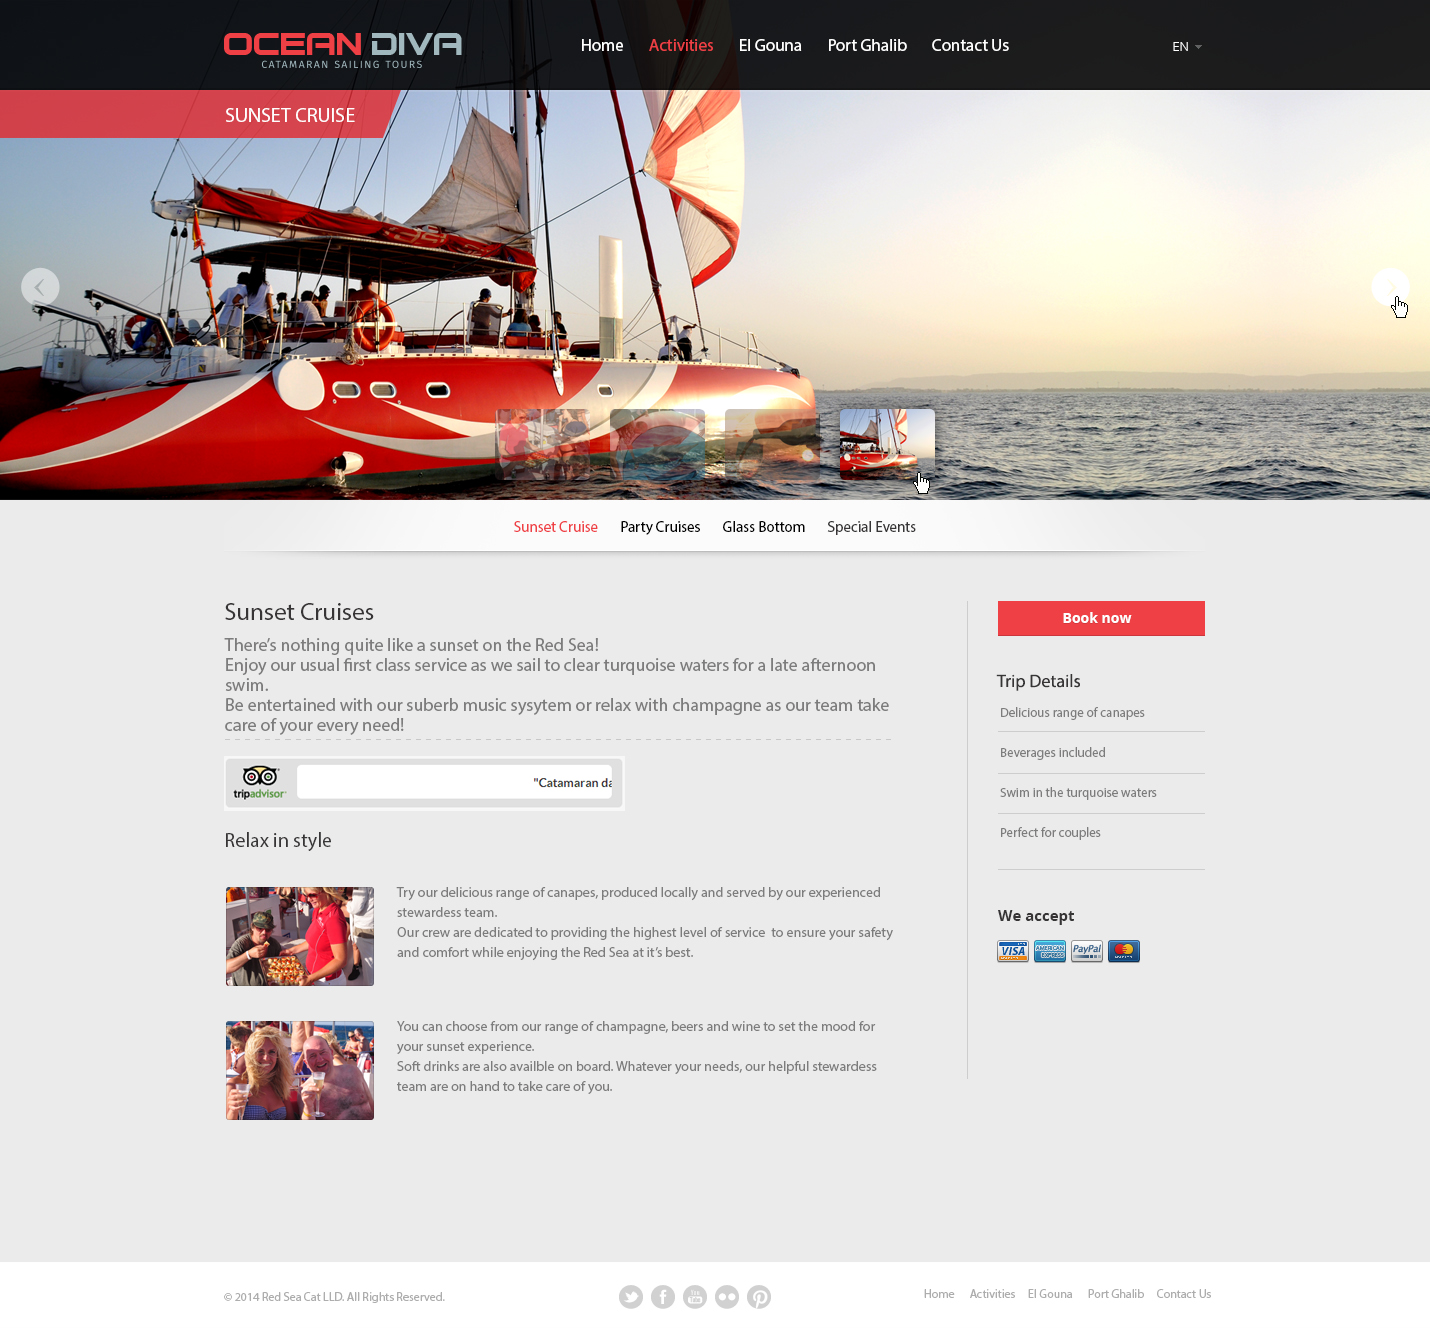 OCEAN DIVA
CATAMARAN SAILING TOURS
Home Activities El Gouna Port Ghalib Contact Us
EN
SUNSET CRUISE
Sunset Cruise Party Cruises Glass Bottom Special Events
Sunset Cruises
There's nothing quite like a sunset on the Red Sea!
Enjoy our usual first class service as we sail to clear turquoise waters for a late afternoon
swim.
Be entertained with our suberb music sysytem or relax with champagne as our team take
care of your every need!
tripadvisor
"Catamaran da
Relax in style
Try our delicious range of canapes, produced locally and served by our experienced
stewardess team.
Our crew are dedicated to providing the highest level of service to ensure your safety
and comfort while enjoying the Red Sea at it's best.
You can choose from our range of champagne, beers and wine to set the mood for
your sunset experience.
Soft drinks are also availble on board. Whatever your needs, our helpful stewardess
team are on hand to take care of you.
Book now
Trip Details
Delicious range of canapes
Beverages included
Swim in the turquoise waters
Perfect for couples
We accept
VISA AMERICAN EXPRESS PayPal
© 2014 Red Sea Cat LLD. All Rights Reserved.
Home Activities El Gouna Port Ghalib Contact Us